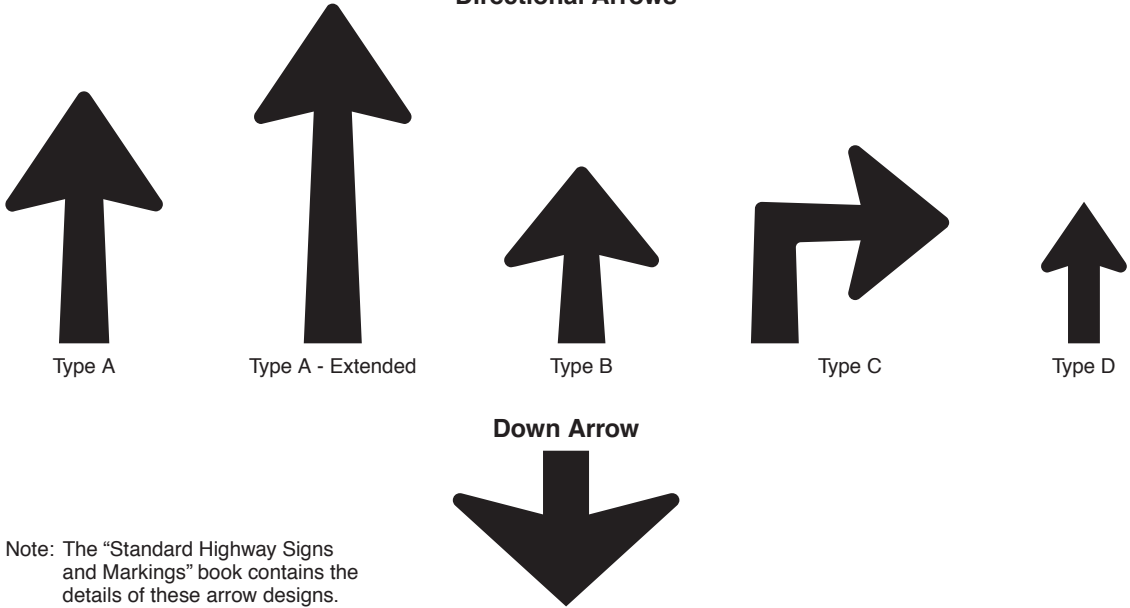 Directional Arrows
Type A
Type A - Extended
Type B
Type C
Type D
Down Arrow
Note: The “Standard Highway Signs
and Markings” book contains the
details of these arrow designs.